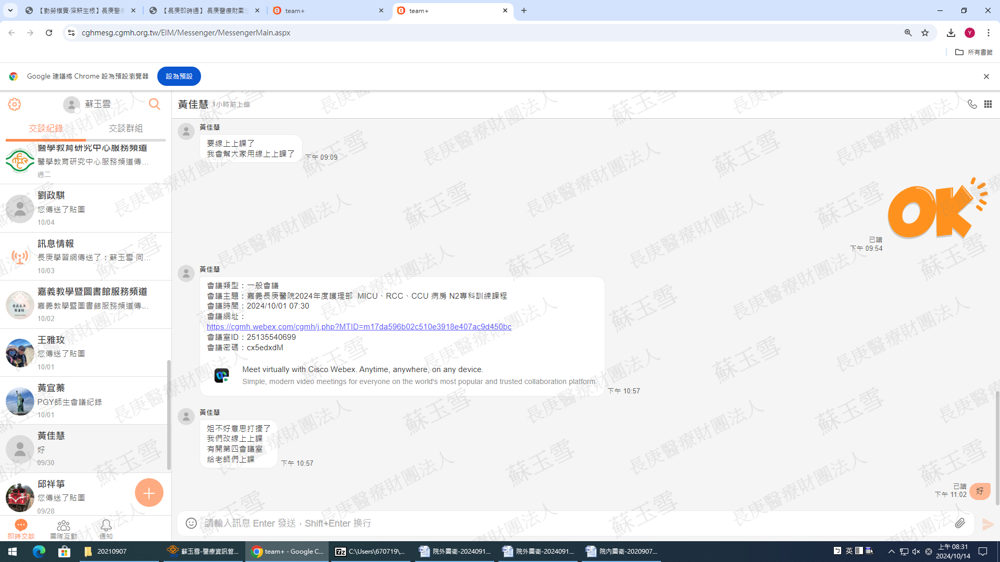 【勤勞樸實‧深耕生根】長庚醫
【長庚即時通】 長庚醫療財團
team+
team+
cghmesg.cgmh.org.tw/EIM/Messenger/MessengerMain.aspx
所有書籤
Google 建議將 Chrome 設為預設瀏覽器
設為預設
蘇玉雪
交談紀錄
交談群組
醫學教育研究中心服務頻道
醫學教育研究中心服務頻道傳...
週二
劉政騏
您傳送了貼圖
10/04
訊息情報
長庚學習網傳送了 : 蘇玉雪 同...
10/03
嘉義教學暨圖書館服務頻道
嘉義教學暨圖書館服務頻道傳...
10/02
王雅玫
您傳送了貼圖
10/01
黃宜蓁
PGY師生會議紀錄
10/01
黃佳慧
好
09/30
邱祥箏
您傳送了貼圖
09/28
即時交談
團隊互動
通知
黃佳慧 1小時前上線
黃佳慧
要線上上課了
我會幫大家用線上上課了
下午 09:09
OK
已讀
下午 09:54
黃佳慧
會議類型：一般會議
會議主題：嘉義長庚醫院2024年度護理部 MICU、RCC、CCU 病房 N2專科訓練課程
會議時間：2024/10/01 07:30
會議網址：
https://cgmh.webex.com/cgmh/j.php?MTID=m17da596b02c510e3918e407ac9d450bc
會議室ID：25135540699
會議密碼：cx5edxdM
Meet virtually with Cisco Webex. Anytime, anywhere, on any device.
Simple, modern video meetings for everyone on the world's most popular and trusted collaboration platform.
下午 10:57
黃佳慧
姐不好意思打擾了
我們改線上上課
有開第四會議室
給老師們上課
下午 10:57
已讀
下午 11:02
好
請輸入訊息 Enter 發送，Shift+Enter 換行
長庚醫療財團法人
蘇玉雪
20210907
蘇玉雪-醫療資訊管...
team+ - Google C...
C:\Users\670719\...
院外團衛-2024091...
院外團衛-2024091...
院內團衛-2020907...
英
上午 08:31
2024/10/14